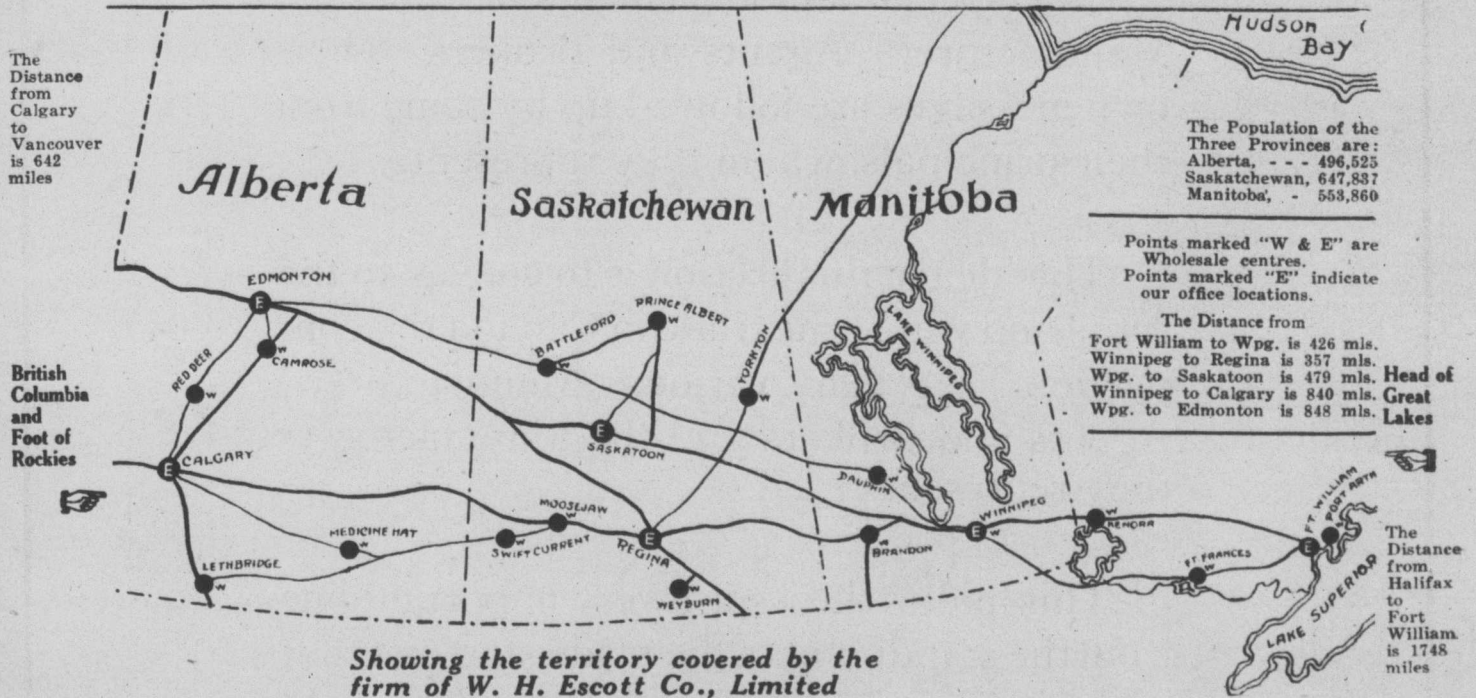 Hudson
Bay
The
Distance
from
Calgary
to
Vancouver
is 642
miles
The Population of the
Three Provinces are:
Alberta, - - - 496,525
Saskatchewan, 647,837
Manitoba, - 553,860
Alberta
Saskatchewan
Manitoba
Points marked "W & E" are
Wholesale centres.
Points marked "E" indicate
our office locations.
The Distance from
Fort William to Wpg. is 426 mls.
Winnipeg to Regina is 357 mls.
Wpg. to Saskatoon is 479 mls.
Winnipeg to Calgary is 840 mls.
Wpg. to Edmonton is 848 mls.
EDMONTON
E
PRINCE ALBERT
W
LAKE WINNIPEG
BATTLEFORD
W
YORKTON
W
CAMROSE
W
RED DEER
W
British
Columbia
and
Foot of
Rockies
Head of
Great
Lakes
E
SASKATOON
CALGARY
E
DAUPHIN
W
MOOSEJAW
W
WINNIPEG
E
W
W
KENORA
FT WILLIAM
PORT ARTH
E
MEDICINE HAT
W
SWIFT CURRENT
W
REGINA
E
BRANDON
W
FT FRANCES
W
LETHBRIDGE
W
WEYBURN
W
LAKE SUPERIOR
The
Distance
from
Halifax
to
Fort
William
is 1748
miles
Showing the territory covered by the
firm of W. H. Escott Co., Limited